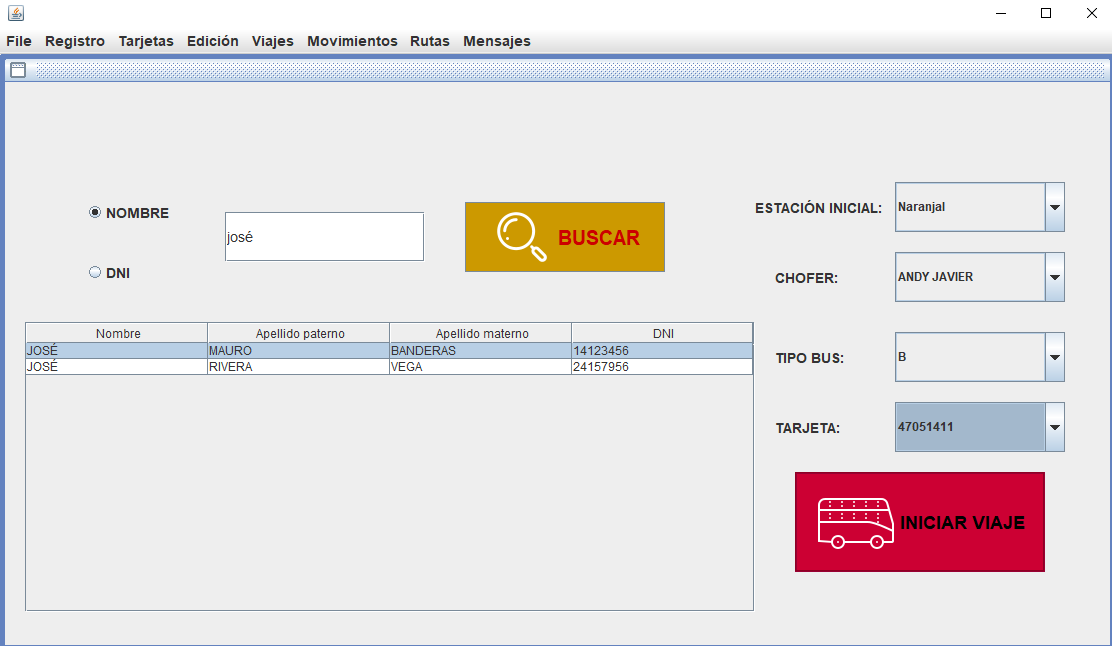 File Registro Tarjetas Edición Viajes Movimientos Rutas Mensajes
NOMBRE
DNI
josé
BUSCAR
Nombre Apellido paterno Apellido materno DNI
JOSÉ MAURO BANDERAS 14123456
JOSÉ RIVERA VEGA 24157956
ESTACIÓN INICIAL: Naranjal
CHOFER: ANDY JAVIER
TIPO BUS: B
TARJETA: 47051411
INICIAR VIAJE